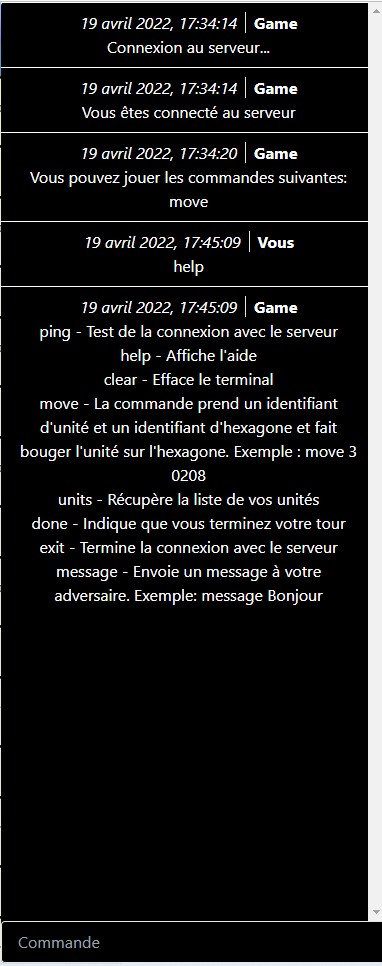 19 avril 2022, 17:34:14 | Game
Connexion au serveur...
19 avril 2022, 17:34:14 | Game
Vous êtes connecté au serveur
19 avril 2022, 17:34:20 | Game
Vous pouvez jouer les commandes suivantes:
move
19 avril 2022, 17:45:09 | Vous
help
19 avril 2022, 17:45:09 | Game
ping - Test de la connexion avec le serveur
help - Affiche l'aide
clear - Efface le terminal
move - La commande prend un identifiant
d'unité et un identifiant d'hexagone et fait
bouger l'unité sur l'hexagone. Exemple : move 3
0208
units - Récupère la liste de vos unités
done - Indique que vous terminez votre tour
exit - Termine la connexion avec le serveur
message - Envoie un message à votre
adversaire. Exemple: message Bonjour
Commande